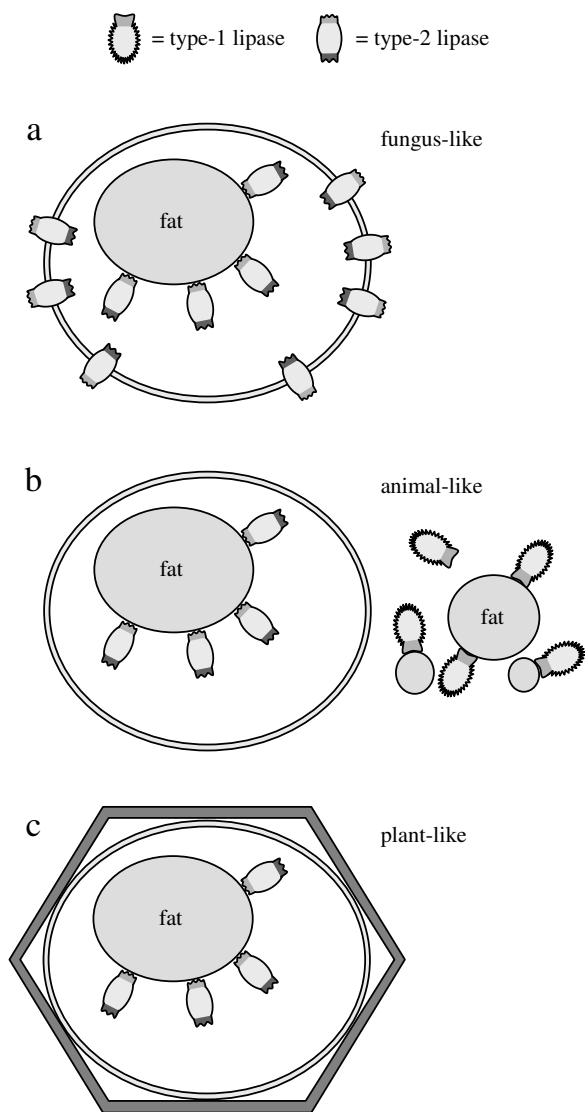 = type-1 lipase = type-2 lipase
a fungus-like
fat
b animal-like
fat
fat
c plant-like
fat